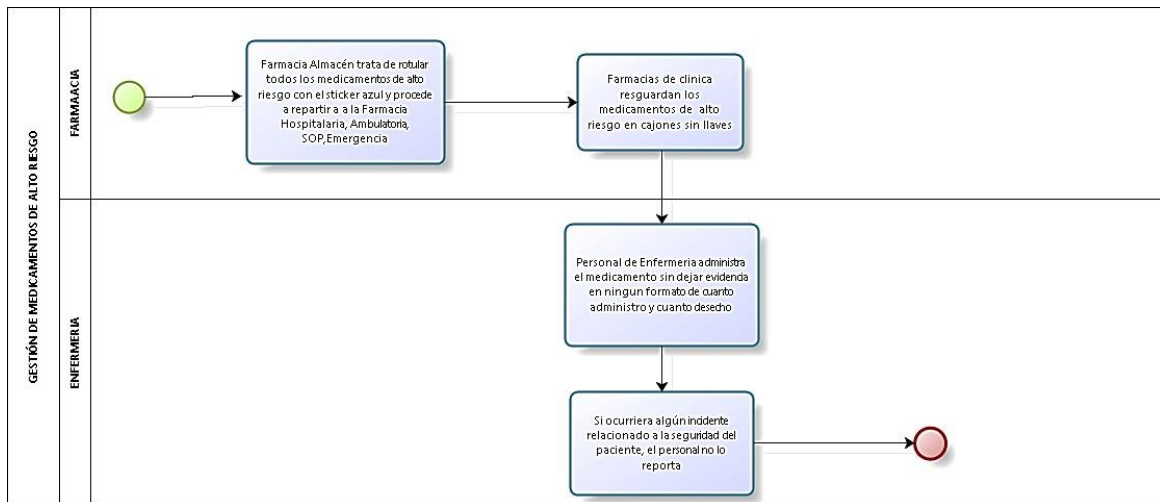 GESTIÓN DE MEDICAMENTOS DE ALTO RIESGO
FARMAACIA
Farmacia Almacén trata de rotular
todos los medicamentos de alto
riesgo con el sticker azul y procede
a repartir a a la Farmacia
Hospitalaria, Ambulatoria,
SOP,Emergencia
Farmacias de clinica
resguardan los
medicamentos de alto
riesgo en cajones sin llaves
ENFERMERIA
Personal de Enfermeria administra
el medicamento sin dejar evidencia
en ningun formato de cuanto
administro y cuanto desecho
Si ocurriera algún incidente
relacionado a la seguridad del
paciente, el personal no lo
reporta